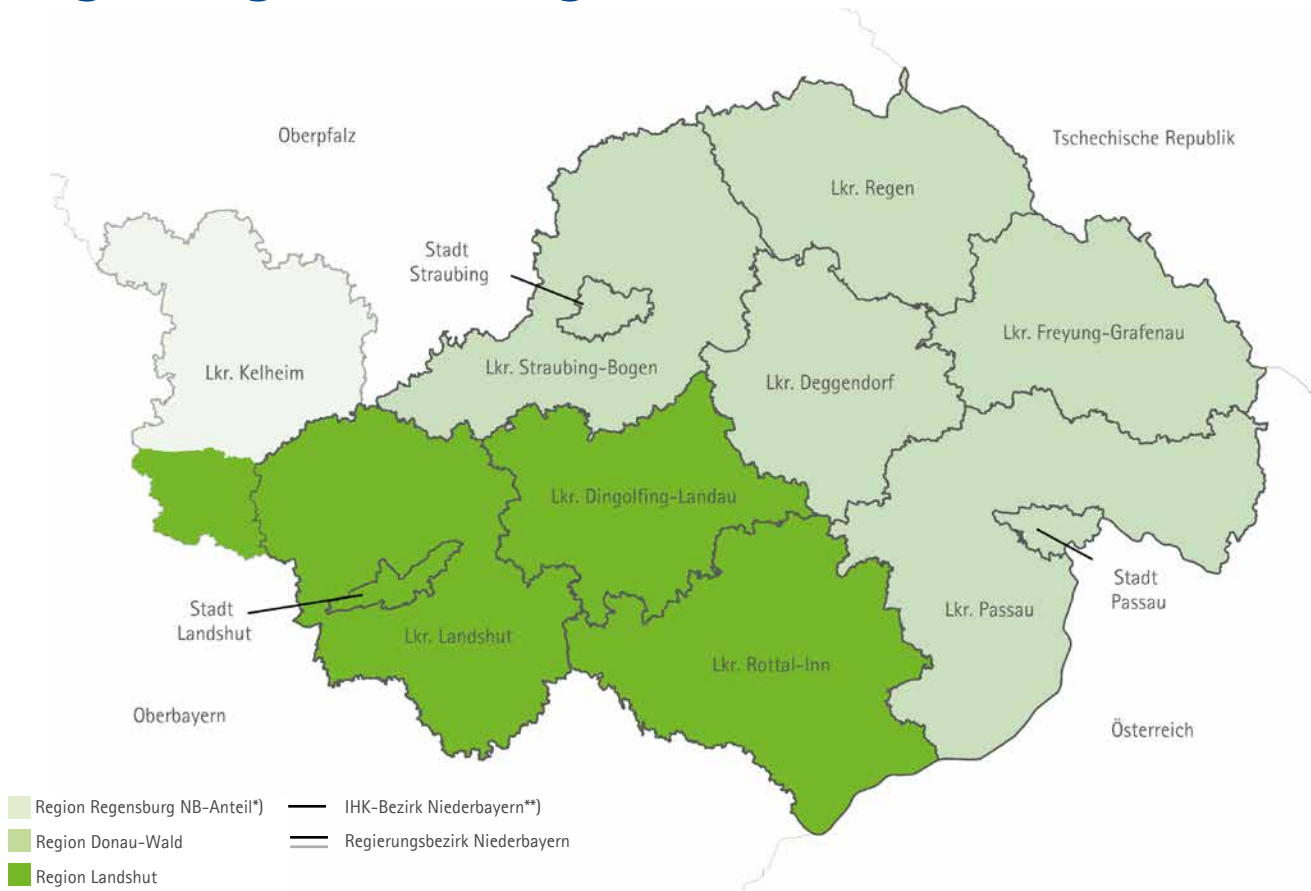 Oberpfalz
Tschechische Republik
Lkr. Regen
Stadt
Straubing
Lkr. Freyung-Grafenau
Lkr. Kelheim
Lkr. Straubing-Bogen
Lkr. Deggendorf
Lkr. Dingolfing-Landau
Stadt
Passau
Stadt
Landshut
Lkr. Landshut
Lkr. Passau
Lkr. Rottal-Inn
Oberbayern
Österreich
Region Regensburg NB-Anteil*)
IHK-Bezirk Niederbayern**)
Region Donau-Wald
Regierungsbezirk Niederbayern
Region Landshut